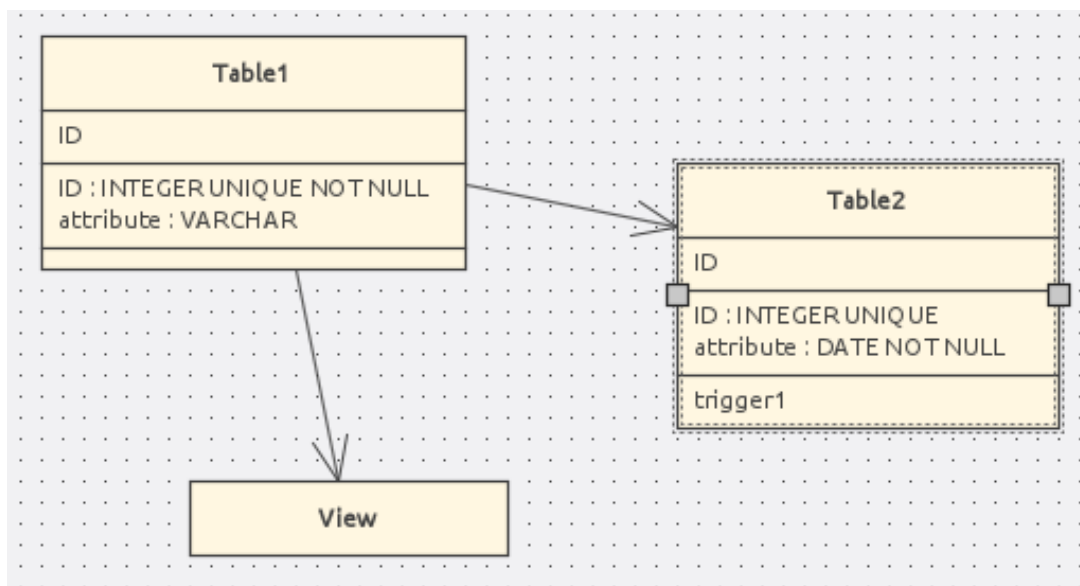 Table1
ID
ID : INTEGER UNIQUE NOT NULL
attribute : VARCHAR
Table2
ID
ID : INTEGER UNIQUE
attribute : DATE NOT NULL
trigger1
View